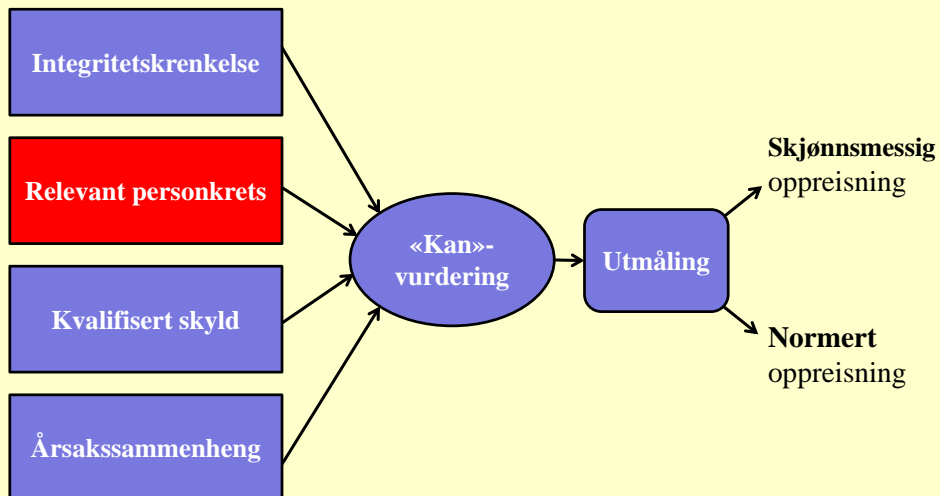 Integritetskrenkelse
Relevant personkrets
Kvalifisert skyld
Årsakssammenheng
«Kan»-
vurdering
Utmåling
Skjønnsmessig
oppreisning
Normert
oppreisning